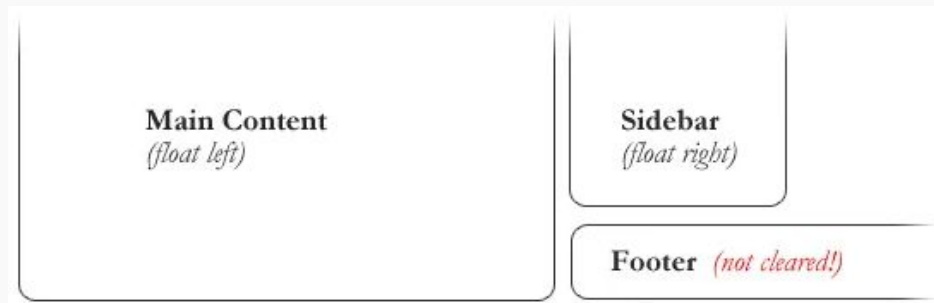 Main Content
(float left)
Sidebar
(float right)
Footer (not cleared!)